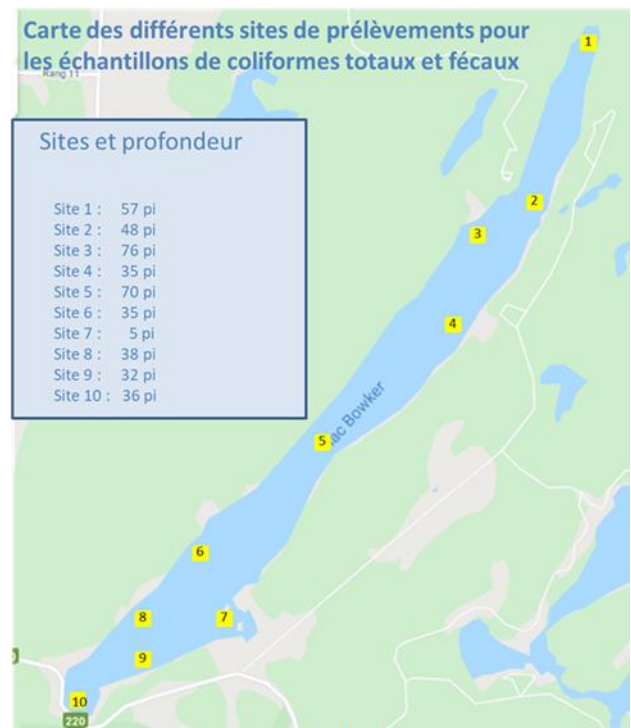 Carte des différents sites de prélèvements pour
les échantillons de coliformes totaux et fécaux
Rang 11
Sites et profondeur
Site 1 : 57 pi
Site 2 : 48 pi
Site 3 : 76 pi
Site 4 : 35 pi
Site 5 : 70 pi
Site 6 : 35 pi
Site 7 : 5 pi
Site 8 : 38 pi
Site 9 : 32 pi
Site 10 : 36 pi
1
2
3
4
5
lac Bowker
6
7
8
9
10
220